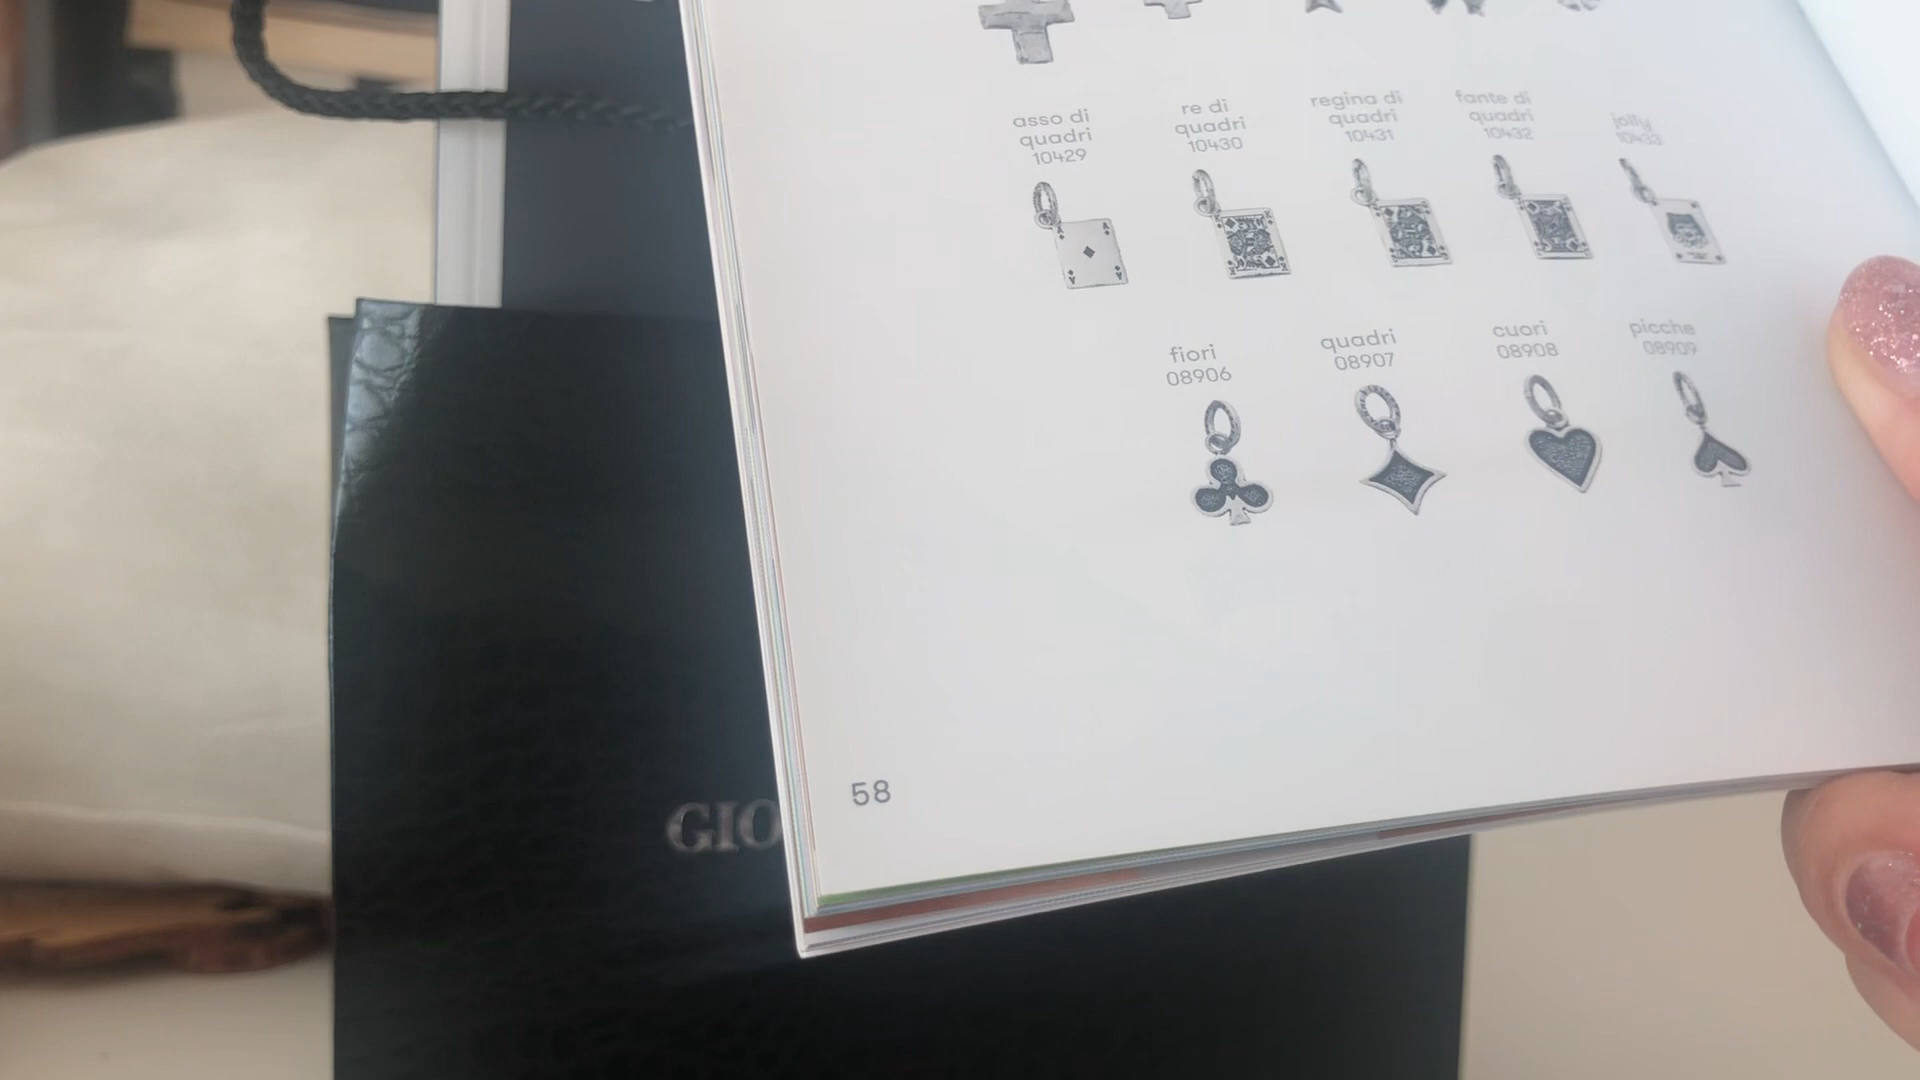 asso di
quadri
10429
re di
quadri
10430
regina di
quadri
10431
fante di
quadri
10432
jolly
10433
fiori
08906
quadri
08907
cuori
08908
picche
08909
58
GIO